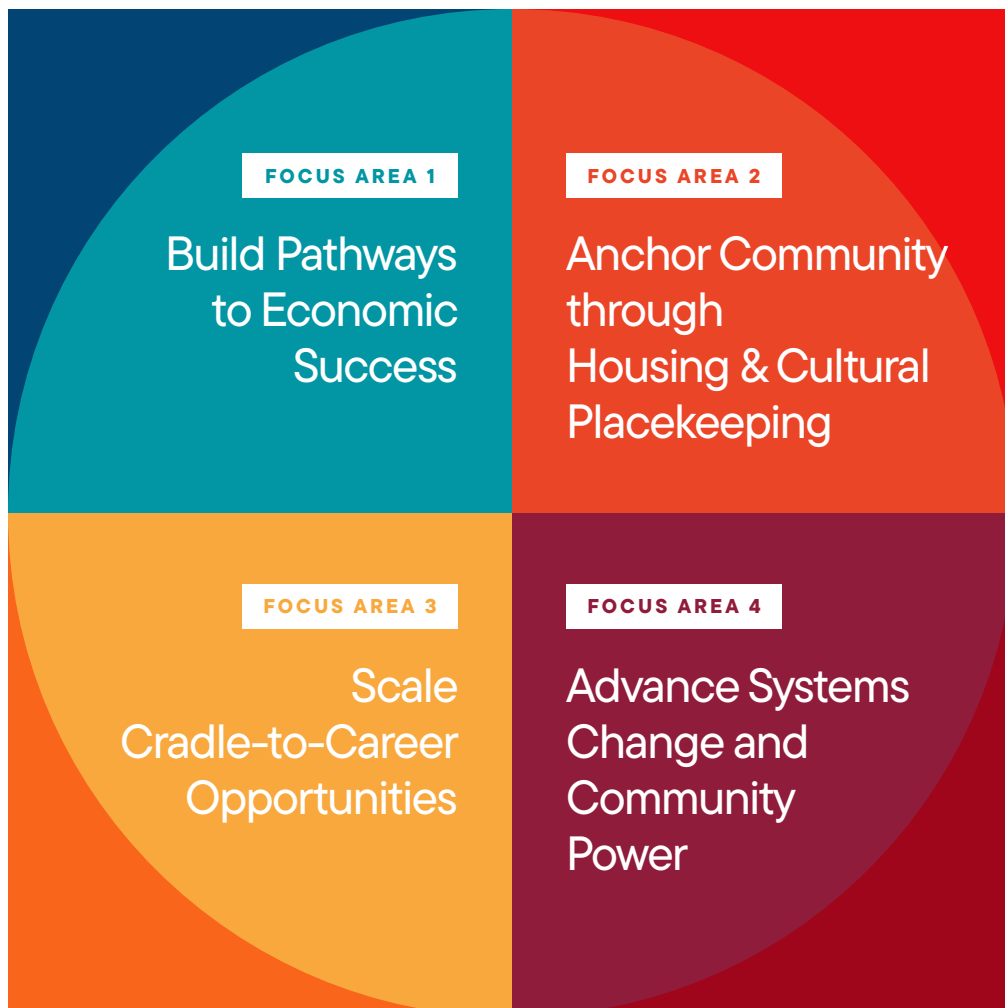 FOCUS AREA 1
Build Pathways
to Economic
Success
FOCUS AREA 2
Anchor Community
through
Housing & Cultural
Placekeeping
FOCUS AREA 3
Scale
Cradle-to-Career
Opportunities
FOCUS AREA 4
Advance Systems
Change and
Community
Power